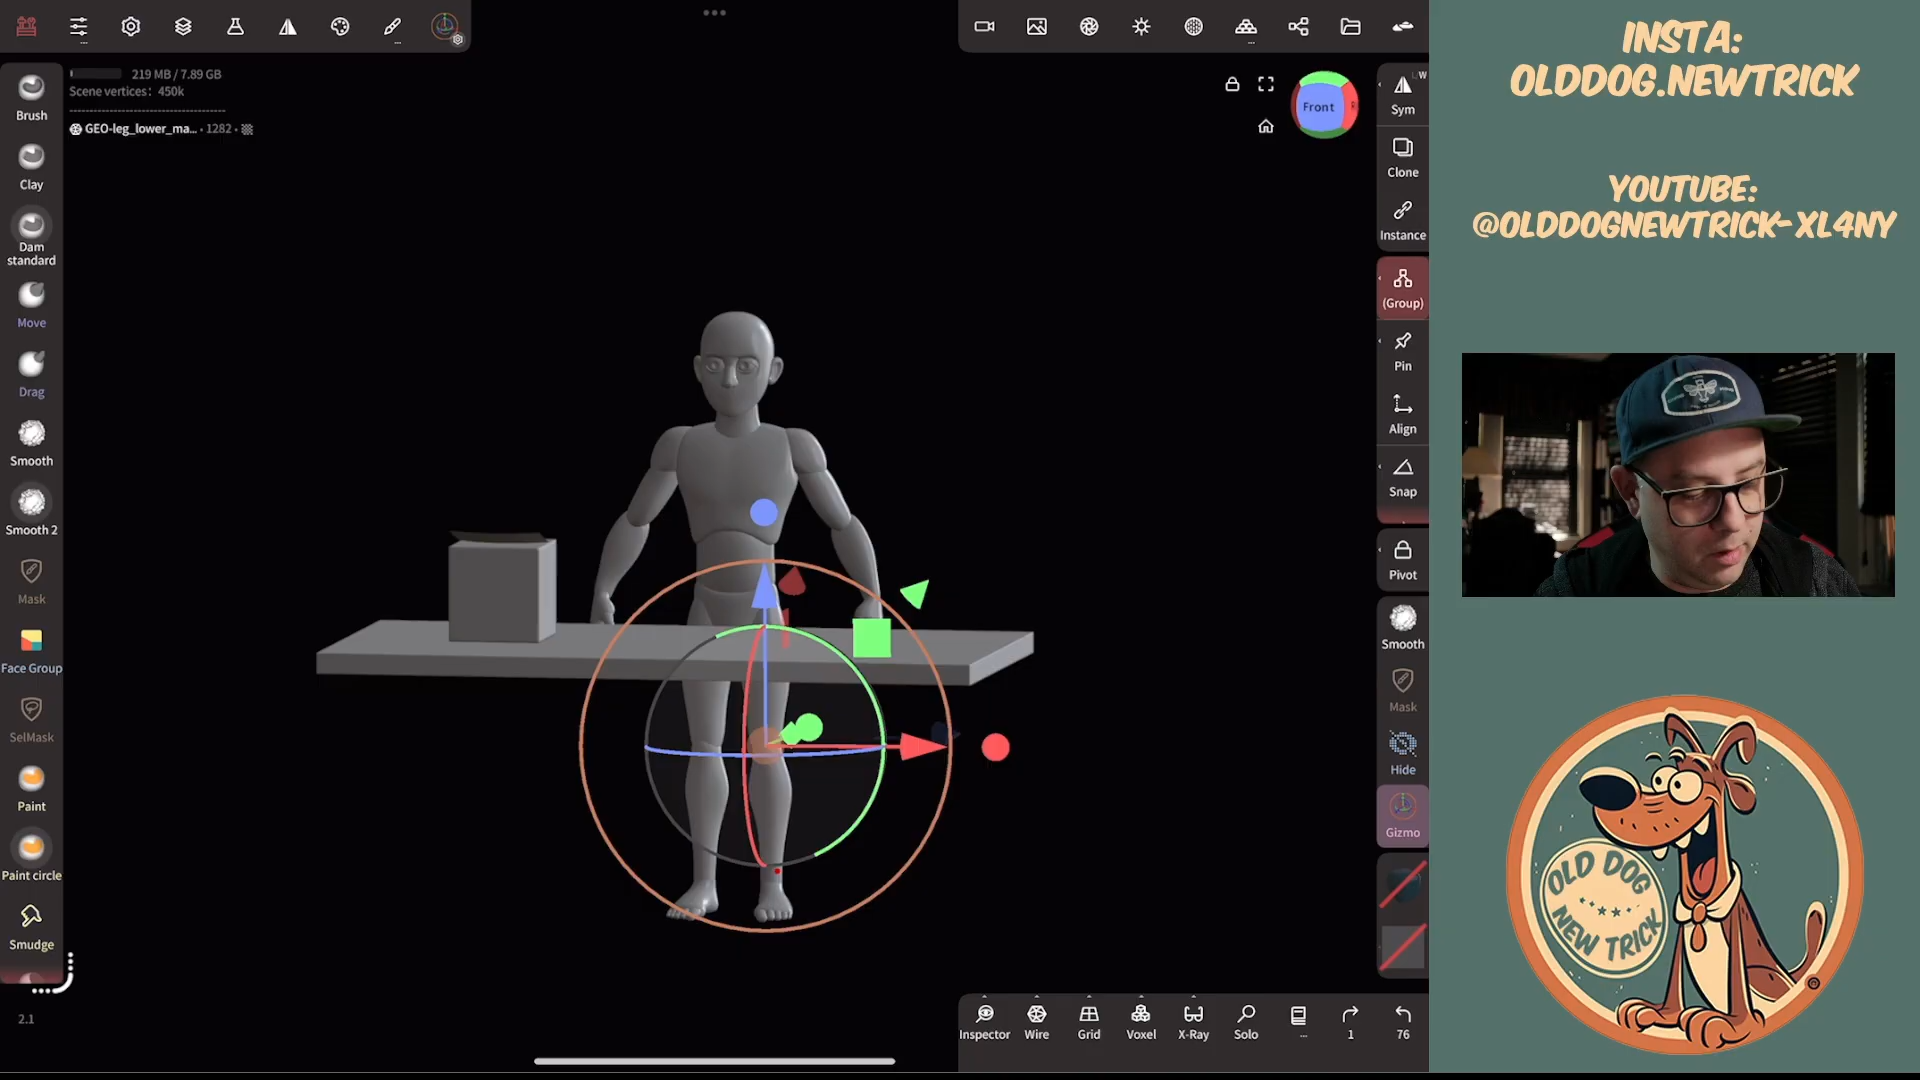 219 MB / 7.89 GB
Scene vertices: 450k
GEO-leg_lower_ma... • 1282 •
Brush
Clay
Dam
standard
Move
Drag
Smooth
Smooth 2
Mask
Face Group
SelMask
Paint
Paint circle
Smudge
2.1
Front
R
W
Sym
Clone
Instance
(Group)
Pin
Align
Snap
Pivot
Smooth
Mask
Hide
Gizmo
Inspector
Wire
Grid
Voxel
X-Ray
Solo
...
1
76
INSTA:
OLDDOG.NEWTRICK
YOUTUBE:
@OLDDOGNEWTRICK-XL4NY
OLD DOG
NEW TRICK